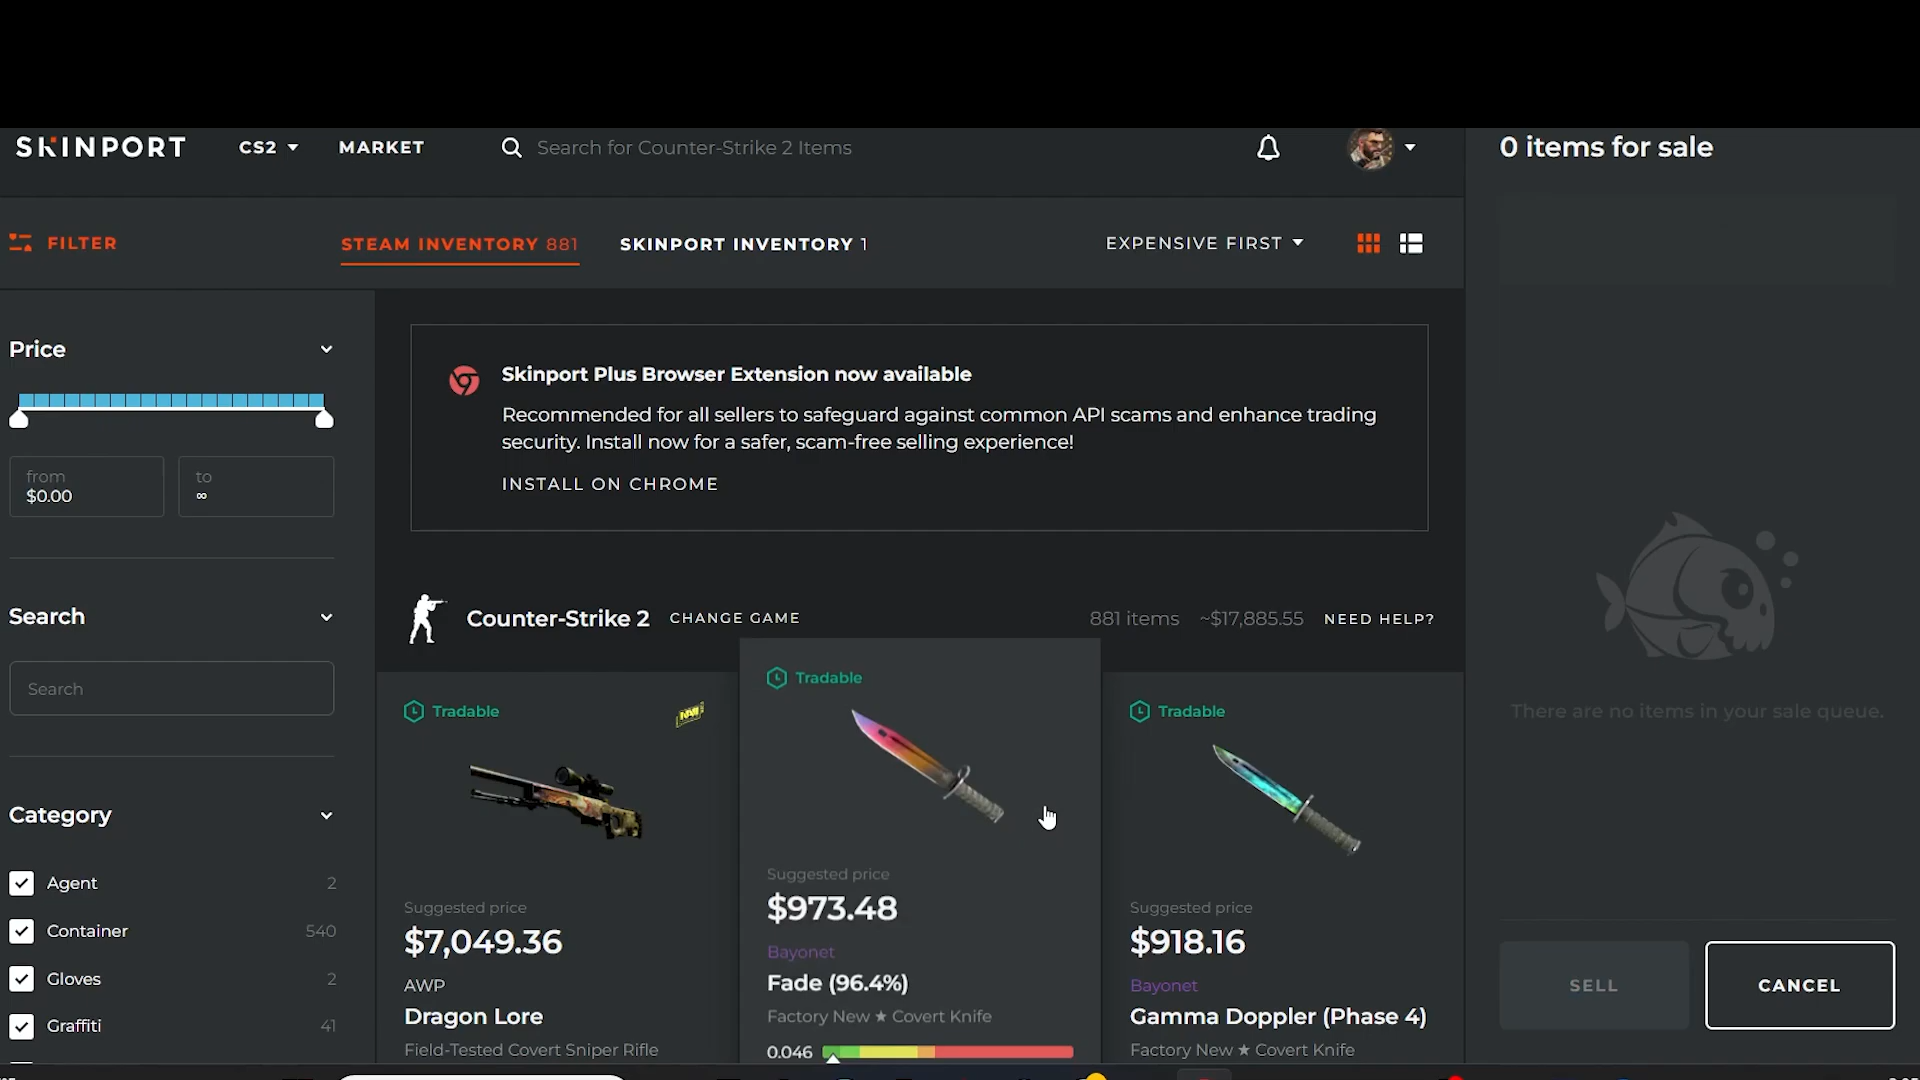 SKINPORT
CS2
MARKET
Search for Counter-Strike 2 Items
0 items for sale
FILTER
STEAM INVENTORY 881
SKINPORT INVENTORY 1
EXPENSIVE FIRST
Price
from
$0.00
to
∞
Search
Search
Category
Agent 2
Container 540
Gloves 2
Graffiti 41
Skinport Plus Browser Extension now available
Recommended for all sellers to safeguard against common API scams and enhance trading
security. Install now for a safer, scam-free selling experience!
INSTALL ON CHROME
Counter-Strike 2
CHANGE GAME
881 items
~$17,885.55
NEED HELP?
Tradable
NAVI
Suggested price
$7,049.36
AWP
Dragon Lore
Field-Tested Covert Sniper Rifle
Tradable
Suggested price
$973.48
Bayonet
Fade (96.4%)
Factory New ★ Covert Knife
0.046
Tradable
Suggested price
$918.16
Bayonet
Gamma Doppler (Phase 4)
Factory New ★ Covert Knife
There are no items in your sale queue.
SELL
CANCEL